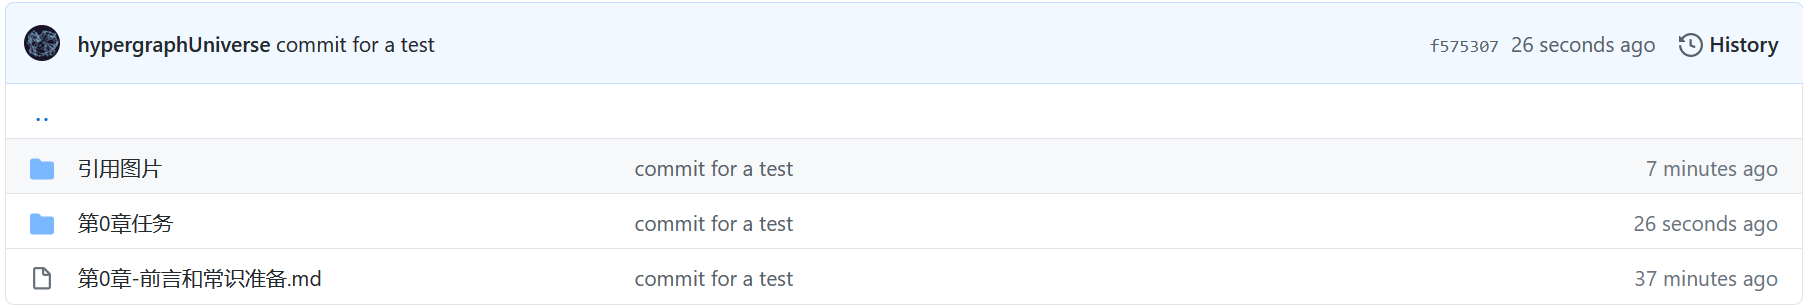 hypergraphUniverse commit for a test f575307 26 seconds ago History
..
引用图片 commit for a test 7 minutes ago
第0章任务 commit for a test 26 seconds ago
第0章-前言和常识准备.md commit for a test 37 minutes ago